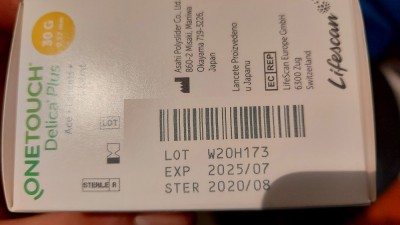 ONETOUCH®
Delica® Plus
30 G
LOT
STERILE R
Asahi Polyslider Co., Ltd.
860-2 Misaki, Maniwa
Okayama 719-3226,
Japan
Lancete Proizvedeno
u Japanu
EC REP
LifeScan Europe GmbH
6300 Zug
Switzerland
Lifescan
LOT W20H173
EXP 2025/07
STER 2020/08